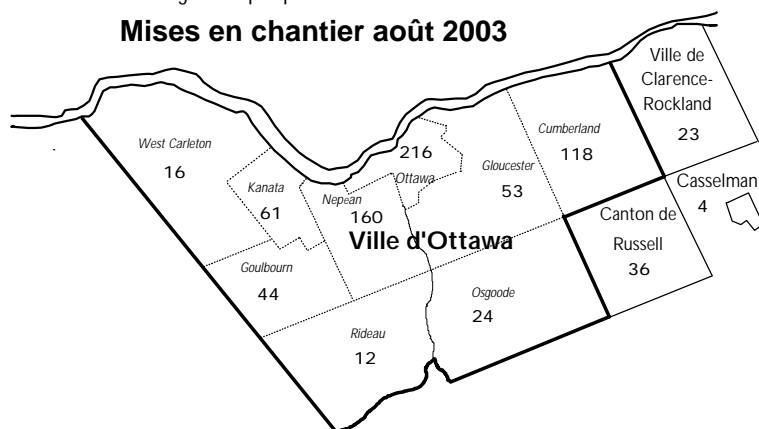 Mises en chantier août 2003
Ville de
Clarence-
Rockland
23
West Carleton
16
Cumberland
118
216
Ottawa
Gloucester
53
Kanata
61
Nepean
160
Casselman
4
Canton de
Russell
36
Ville d'Ottawa
Goulbourn
44
Osgoode
24
Rideau
12